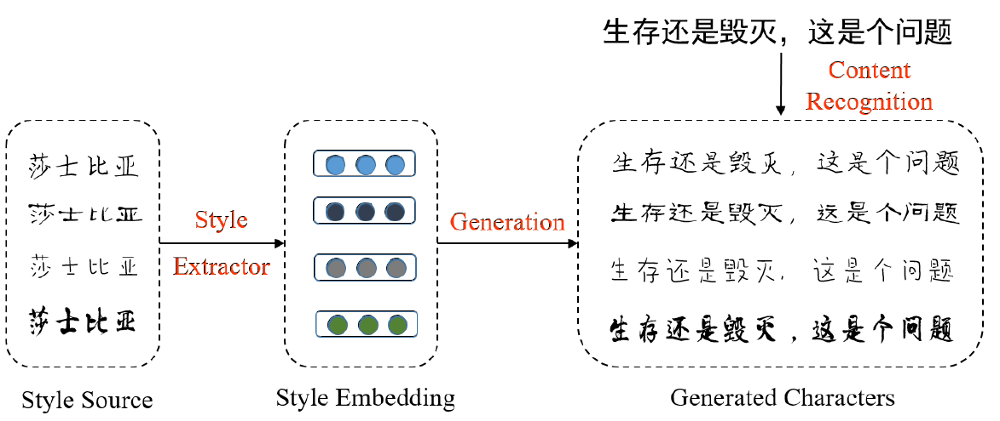 生存还是毁灭，这是个问题
Content
Recognition
莎士比亚
莎士比亚
莎士比亚
莎士比亚
Style
Extractor
Generation
生存还是毁灭，这是个问题
生存还是毁灭，这是个问题
生存还是毁灭，这是个问题
生存还是毁灭，这是个问题
Style Source
Style Embedding
Generated Characters